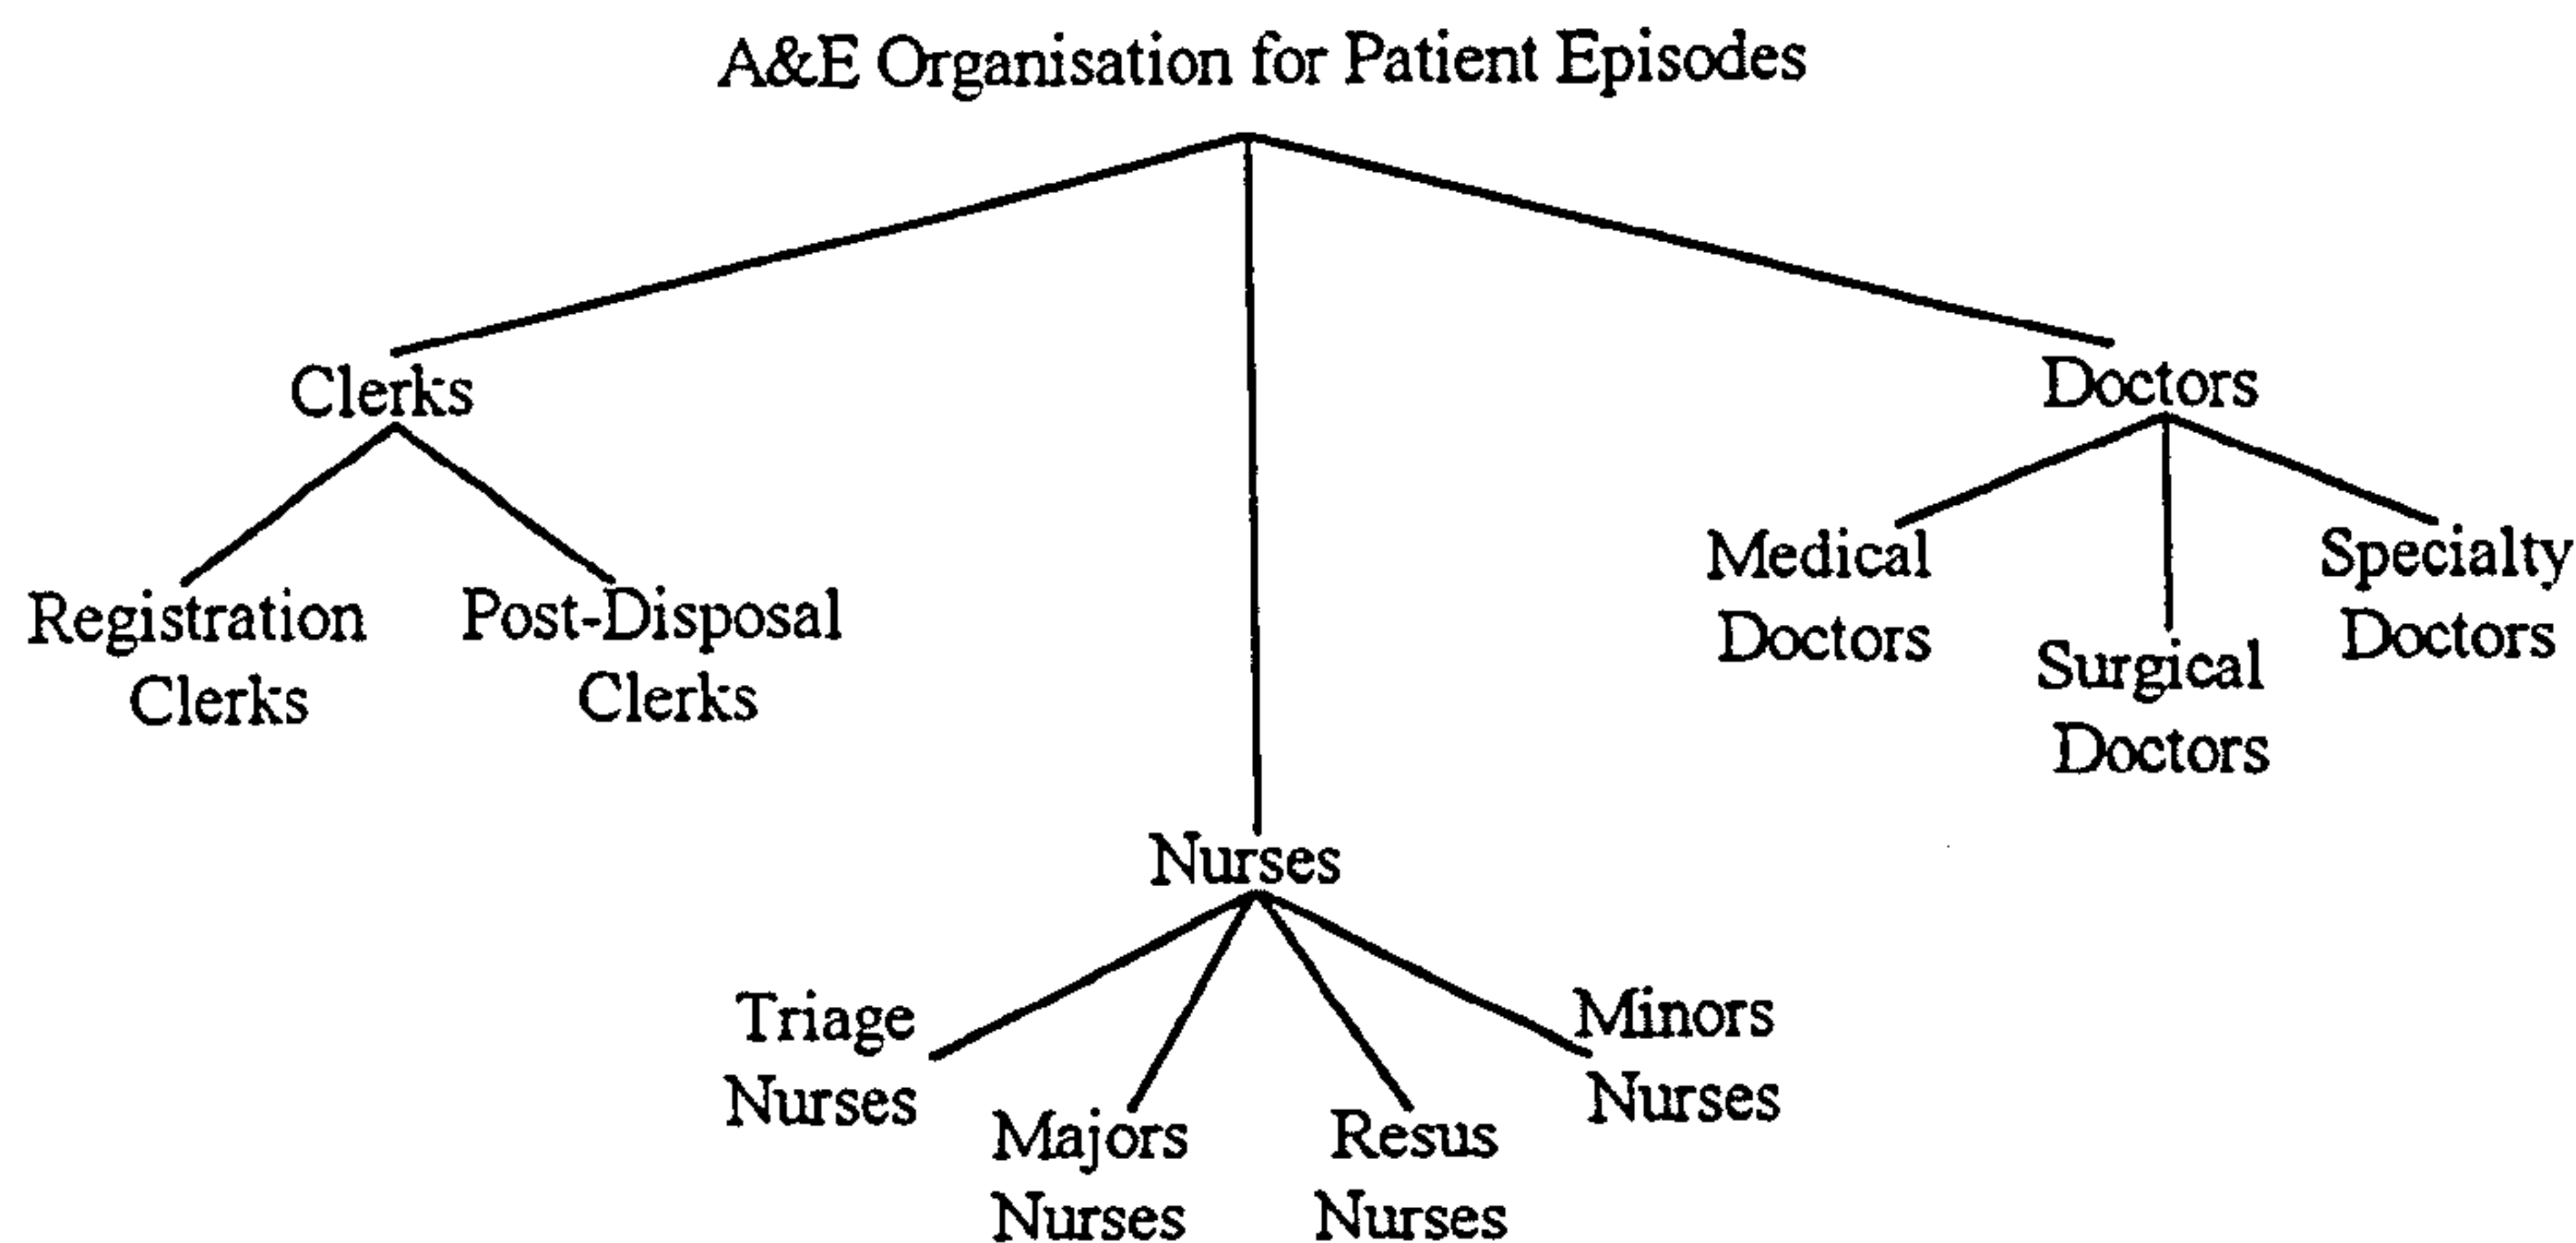 A&E Organisation for Patient Episodes
Clerks
Doctors
Registration
Clerks
Post-Disposal
Clerks
Medical
Doctors
Surgical
Doctors
Specialty
Doctors
Nurses
Triage
Nurses
Majors
Nurses
Resus
Nurses
Minors
Nurses